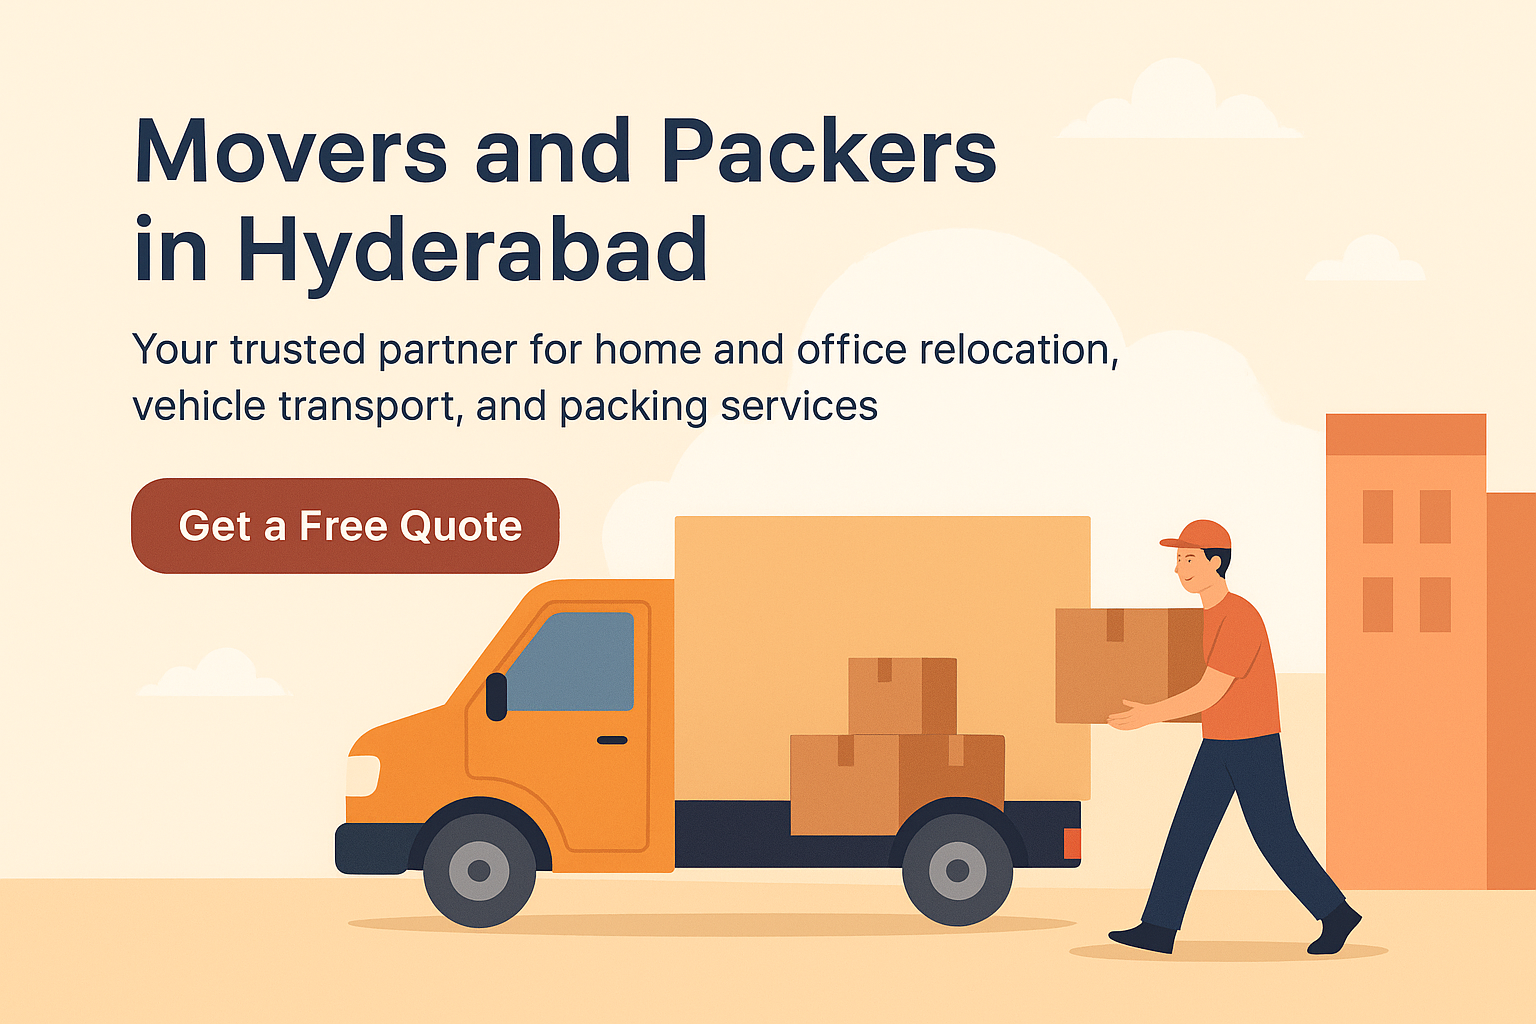 Movers and Packers
in Hyderabad
Your trusted partner for home and office relocation,
vehicle transport, and packing services
Get a Free Quote